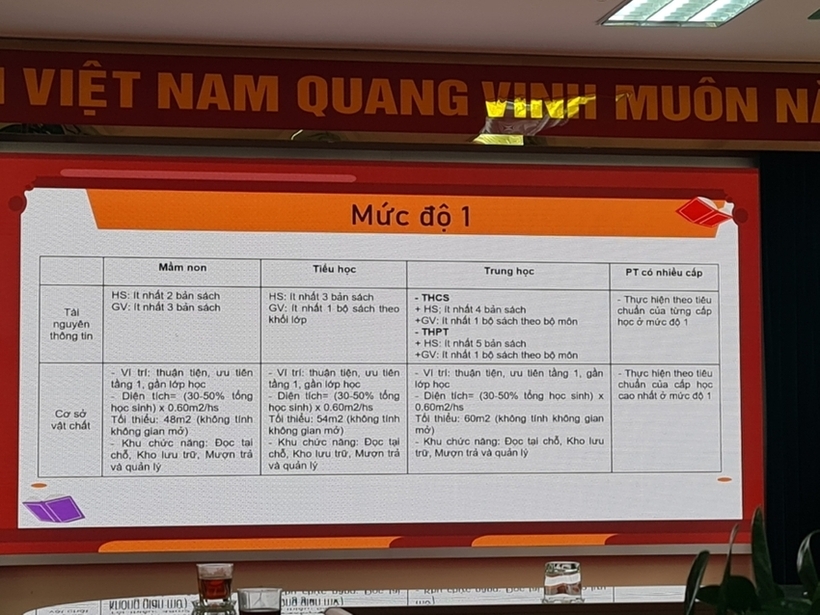 VIỆT NAM QUANG VINH MUÔN
Mức độ 1
Mầm non
Tiểu học
Trung học
PT có nhiều cấp
Tài
nguyên
thông tin
HS: ít nhất 2 bản sách
GV: ít nhất 3 bản sách
HS: ít nhất 3 bản sách
GV: ít nhất 1 bộ sách theo
khối lớp
- THCS
+ HS: ít nhất 4 bản sách
+GV: ít nhất 1 bộ sách theo bộ môn
- THPT
+ HS: ít nhất 5 bản sách
+GV: ít nhất 1 bộ sách theo bộ môn
- Thực hiện theo tiêu
chuẩn của từng cấp
học ở mức độ 1
Cơ sở
vật chất
- Vị trí: thuận tiện, ưu tiên
tầng 1, gần lớp học
- Diện tích= (30-50% tổng
học sinh) x 0.60m2/hs
Tối thiểu: 48m2 (không tính
không gian mở)
- Khu chức năng: Đọc tại
chỗ, Kho lưu trữ, Mượn trả
và quản lý
- Vị trí: thuận tiện, ưu tiên
tầng 1, gần lớp học
- Diện tích= (30-50% tổng
học sinh) x 0.60m2/hs
Tối thiểu: 54m2 (không tính
không gian mở)
- Khu chức năng: Đọc tại
chỗ, Kho lưu trữ, Mượn trả
và quản lý
- Vị trí: thuận tiện, ưu tiên tầng 1, gần
lớp học
- Diện tích= (30-50% tổng học sinh) x
0.60m2/hs
Tối thiểu: 60m2 (không tính không gian
mở)
- Khu chức năng: Đọc tại chỗ, Kho lưu
trữ, Mượn trả và quản lý
- Thực hiện theo tiêu
chuẩn của cấp học
cao nhất ở mức độ 1